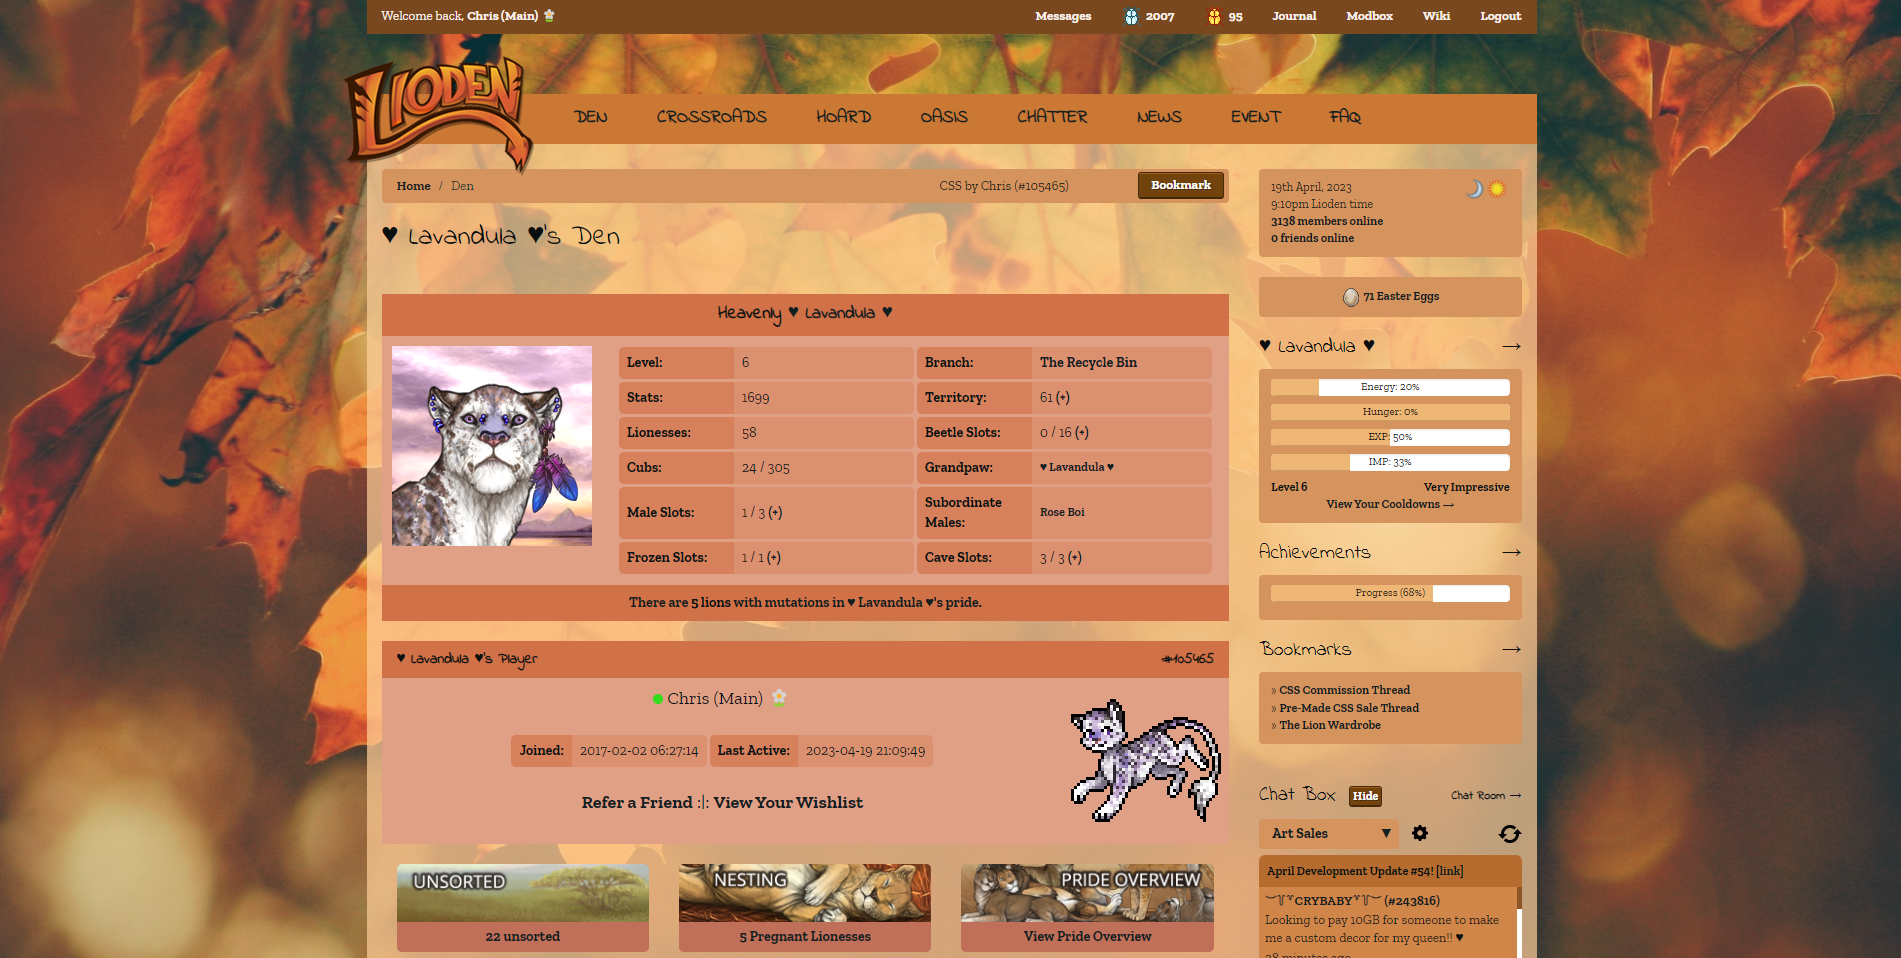 Welcome back, Chris (Main)
Messages 2007 95 Journal Modbox Wiki Logout
LIODEN
DEN CROSSROADS HOARD OASIS CHATTER NEWS EVENT FAQ
Home / Den CSS by Chris (#105465) Bookmark
♥ Lavandula ♥'s Den
Heavenly ♥ Lavandula ♥
Level: 6 Branch: The Recycle Bin
Stats: 1699 Territory: 61 (+)
Lionesses: 58 Beetle Slots: 0 / 16 (+)
Cubs: 24 / 305 Grandpaw: ♥ Lavandula ♥
Male Slots: 1 / 3 (+) Subordinate Males: Rose Boi
Frozen Slots: 1 / 1 (+) Cave Slots: 3 / 3 (+)
There are 5 lions with mutations in ♥ Lavandula ♥'s pride.
♥ Lavandula ♥'s Player #105465
Chris (Main)
Joined: 2017-02-02 06:27:14 Last Active: 2023-04-19 21:09:49
Refer a Friend :|: View Your Wishlist
UNSORTED NESTING PRIDE OVERVIEW
22 unsorted 5 Pregnant Lionesses View Pride Overview
19th April, 2023
9:10pm Lioden time
3138 members online
0 friends online
71 Easter Eggs
♥ Lavandula ♥ →
Energy: 20%
Hunger: 0%
EXP: 50%
IMP: 33%
Level 6 Very Impressive
View Your Cooldowns →
Achievements →
Progress (68%)
Bookmarks →
» CSS Commission Thread
» Pre-Made CSS Sale Thread
» The Lion Wardrobe
Chat Box Hide Chat Room →
Art Sales ▼
April Development Update #54! [link]
CRYBABY (#243816)
Looking to pay 10GB for someone to make
me a custom decor for my queen!! ♥
28 minutes ago